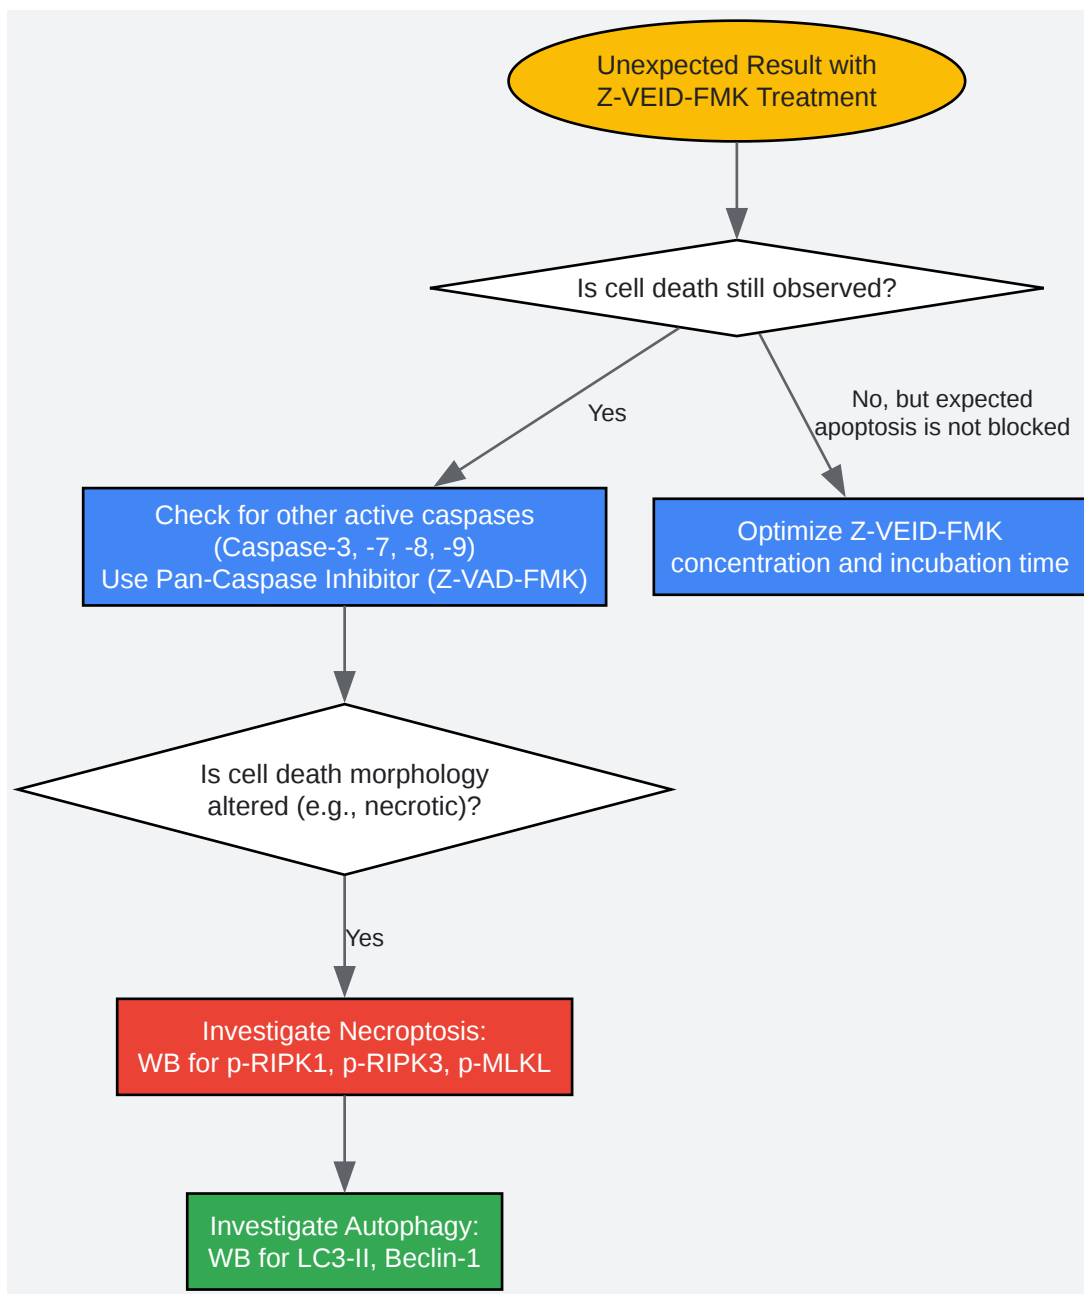 Unexpected Result with
Z-VEID-FMK Treatment
Is cell death still observed?
Yes
No, but expected
apoptosis is not blocked
Check for other active caspases
(Caspase-3, -7, -8, -9)
Use Pan-Caspase Inhibitor (Z-VAD-FMK)
Optimize Z-VEID-FMK
concentration and incubation time
Is cell death morphology
altered (e.g., necrotic)?
Yes
Investigate Necroptosis:
WB for p-RIPK1, p-RIPK3, p-MLKL
Investigate Autophagy:
WB for LC3-II, Beclin-1